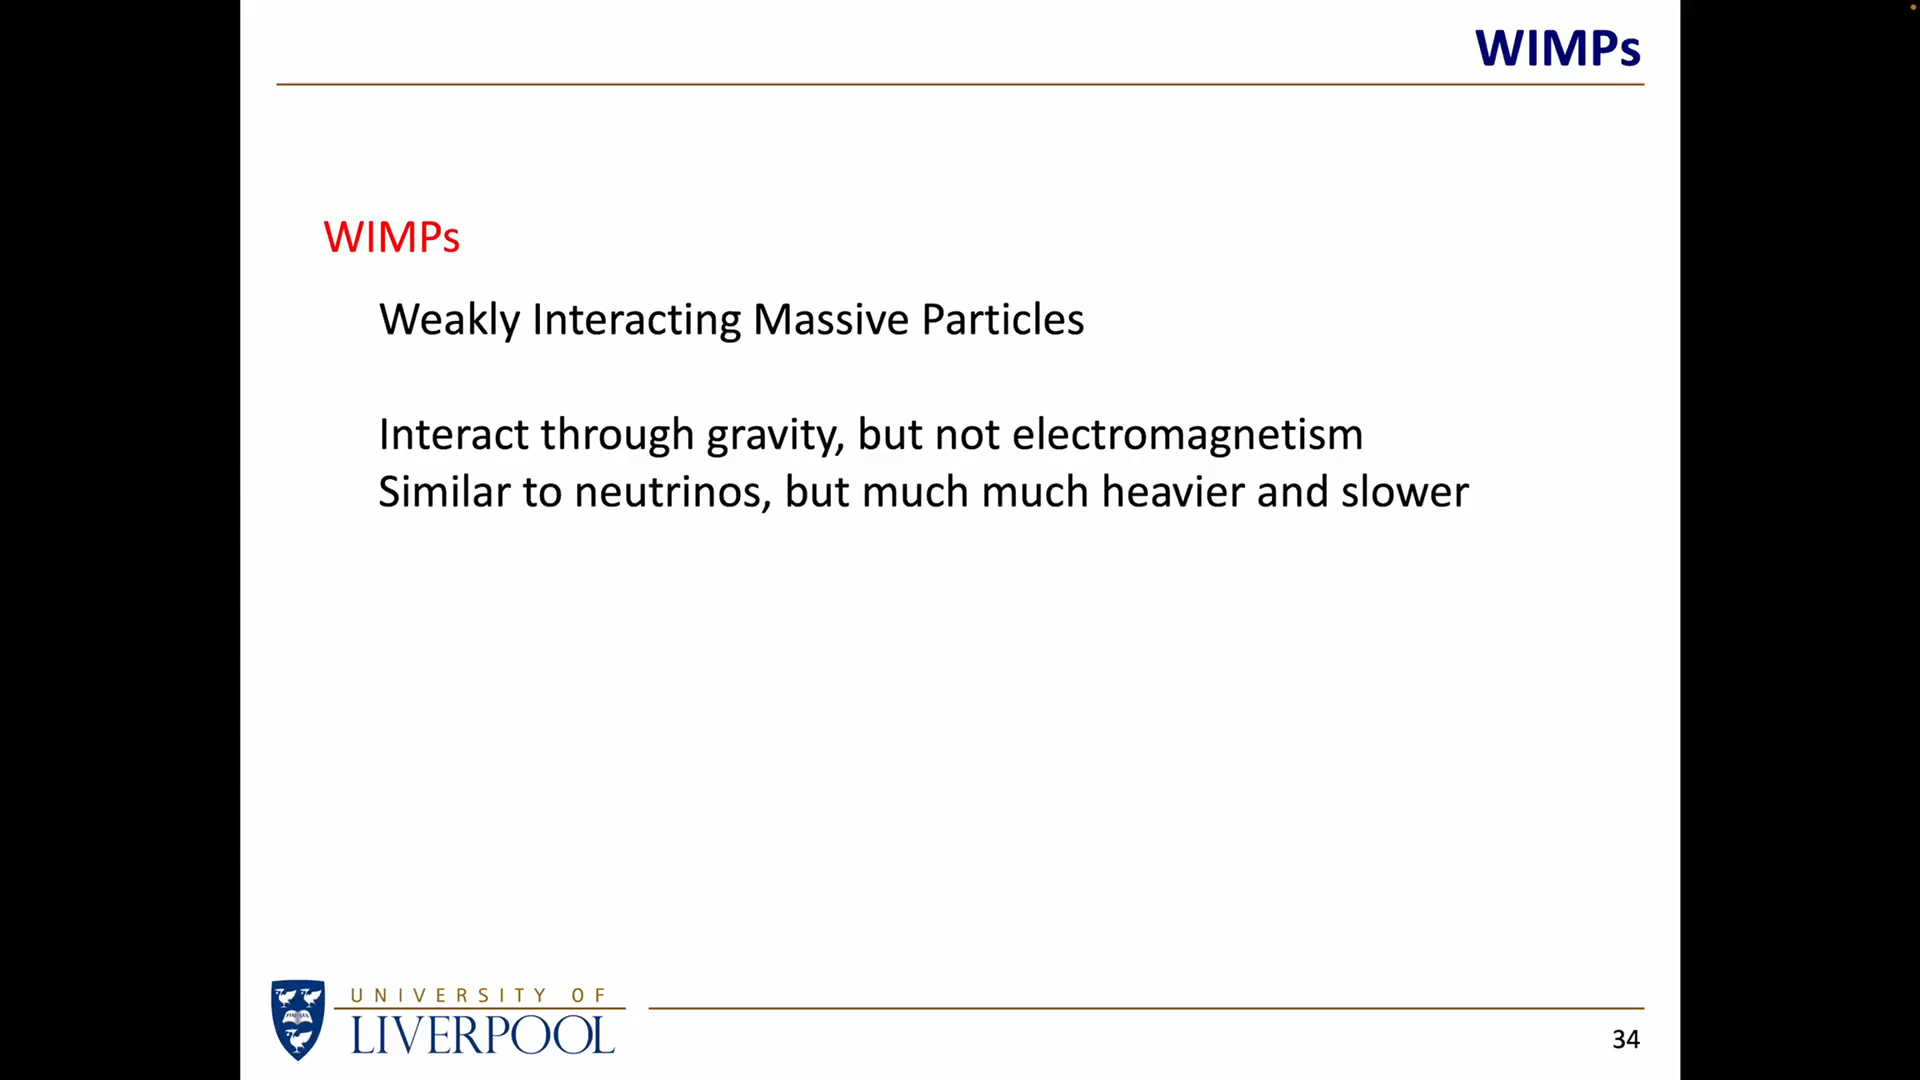 WIMPs
WIMPs
Weakly Interacting Massive Particles
Interact through gravity, but not electromagnetism
Similar to neutrinos, but much much heavier and slower
UNIVERSITY OF
LIVERPOOL
34